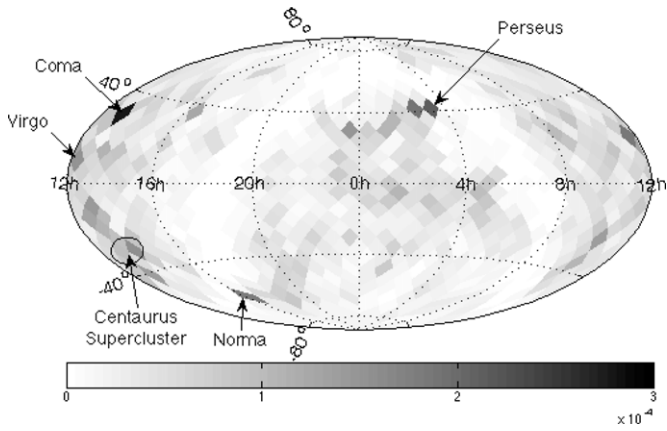 80°
Perseus
Coma
40°
Virgo
12h 16h 20h 0h 4h 8h 12h
-40°
Centaurus
Supercluster
Norma
-80°
0 1 2 3
x 10⁻⁴